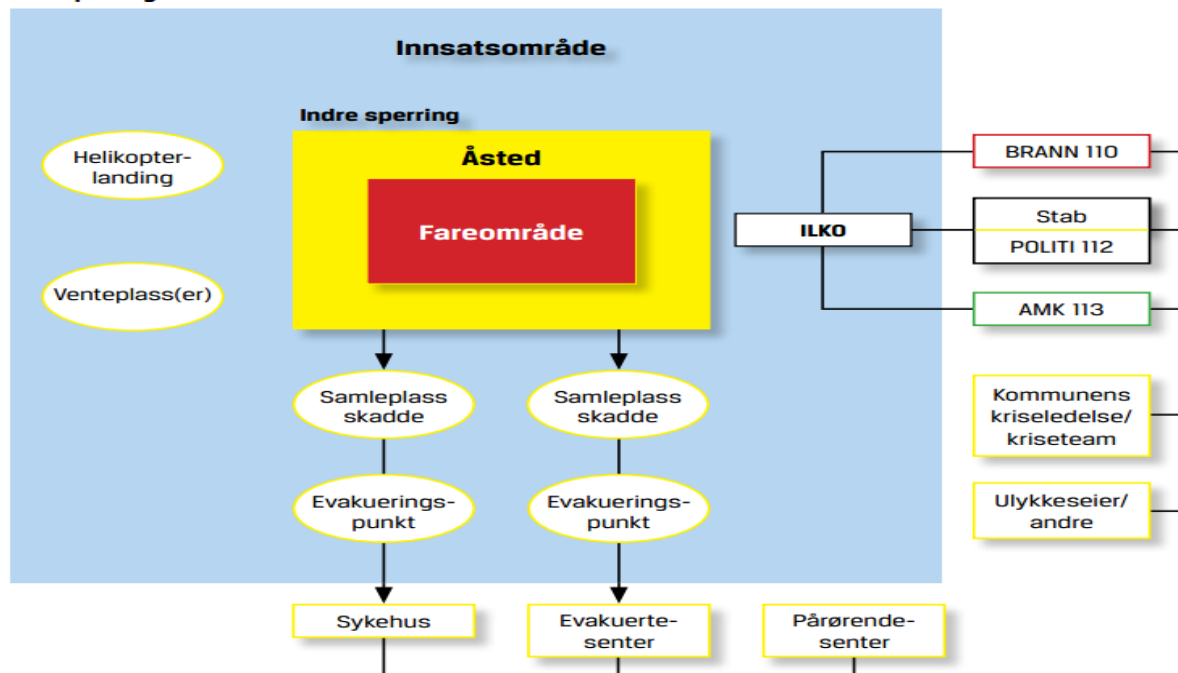 Innsatsområde
Indre sperring
Helikopter-
landing
Åsted
Fareområde
Venteplass(er)
ILKO
BRANN 110
Stab
POLITI 112
AMK 113
Samleplass
skadde
Samleplass
skadde
Kommunens
kriseledelse/
kriseteam
Evakuerings-
punkt
Evakuerings-
punkt
Ulykkeseier/
andre
Sykehus
Evakuerte-
senter
Pårørende-
senter